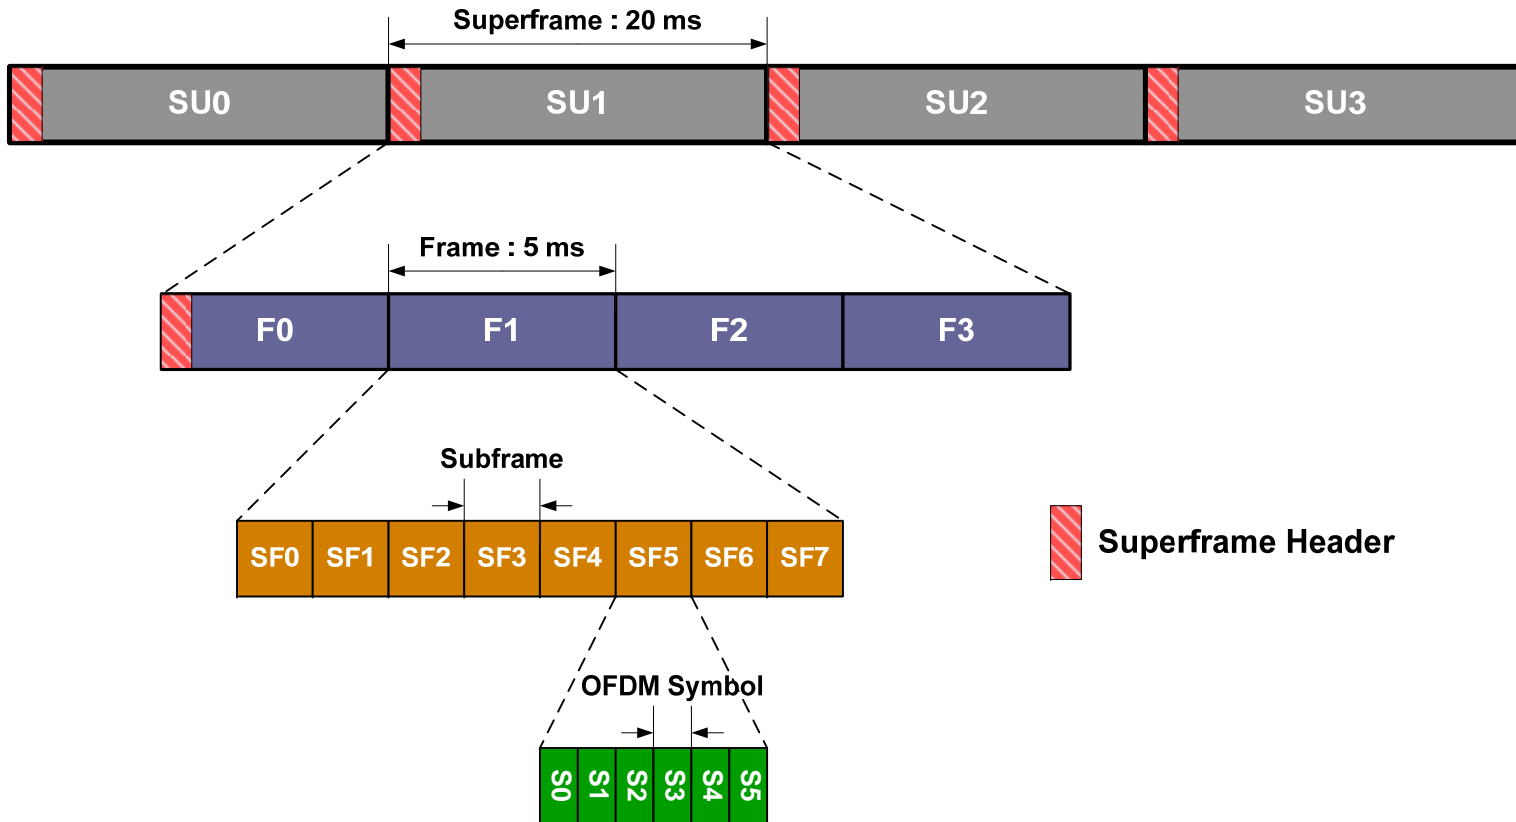 Superframe : 20 ms
SU0 SU1 SU2 SU3
Frame : 5 ms
F0 F1 F2 F3
Subframe
SF0 SF1 SF2 SF3 SF4 SF5 SF6 SF7
Superframe Header
OFDM Symbol
S0 S1 S2 S3 S4 S5